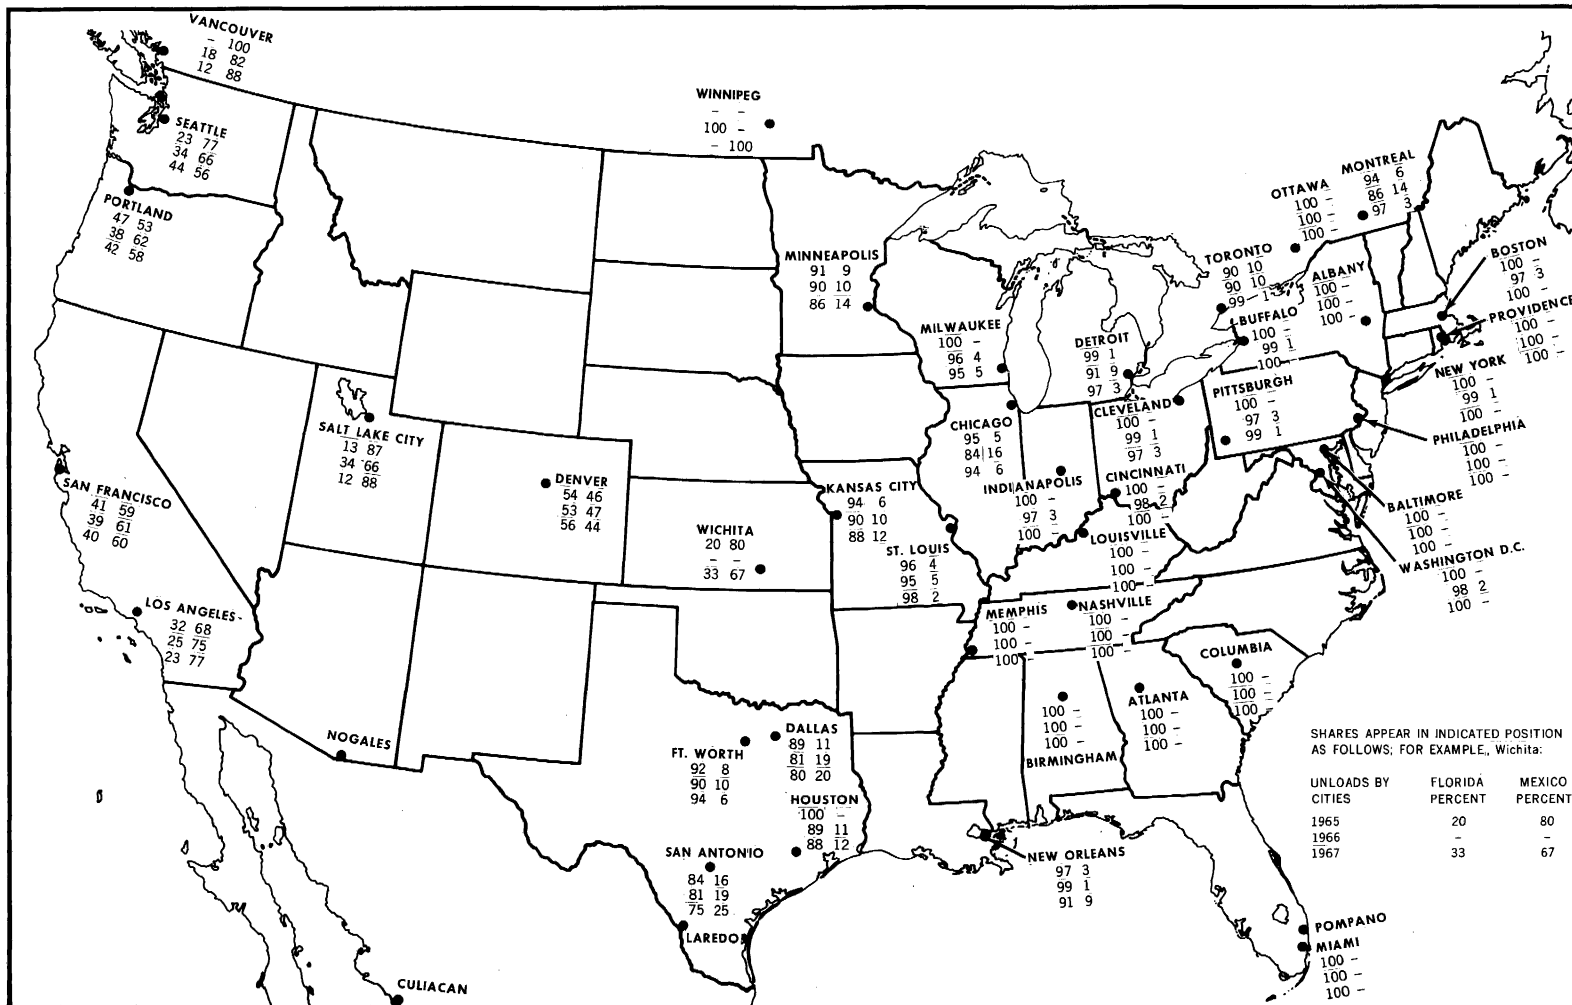 VANCOUVER
- 100
18 82
12 88
SEATTLE
23 77
34 66
44 56
PORTLAND
47 53
38 62
42 58
WINNIPEG
- -
100 -
- 100
MINNEAPOLIS
91 9
90 10
86 14
MILWAUKEE
100 -
96 4
95 5
DETROIT
99 1
91 9
97 3
OTTAWA
100 -
100 -
100 -
MONTREAL
94 6
86 14
97 3
TORONTO
90 10
90 10
99 1
ALBANY
100 -
100 -
100 -
BOSTON
100 -
97 3
100 -
PROVIDENCE
100 -
100 -
100 -
BUFFALO
100 -
99 1
100 -
NEW YORK
100 -
99 1
100 -
PITTSBURGH
100 -
97 3
99 1
PHILADELPHIA
100 -
100 -
100 -
CLEVELAND
100 -
99 1
97 3
CHICAGO
95 5
84 16
94 6
INDIANAPOLIS
100 -
97 3
100 -
CINCINNATI
100 -
98 2
100 -
BALTIMORE
100 -
100 -
100 -
WASHINGTON D.C.
100 -
98 2
100 -
LOUISVILLE
100 -
100 -
100 -
SALT LAKE CITY
13 87
34 66
12 88
SAN FRANCISCO
41 59
39 61
40 60
DENVER
54 46
53 47
56 44
KANSAS CITY
94 6
90 10
88 12
WICHITA
20 80
- -
33 67
ST. LOUIS
96 4
95 5
98 2
LOS ANGELES
32 68
25 75
23 77
MEMPHIS
100 -
100 -
100 -
NASHVILLE
100 -
100 -
100 -
COLUMBIA
100 -
100 -
100 -
ATLANTA
100 -
100 -
100 -
100 -
100 -
100 -
BIRMINGHAM
NOGALES
FT. WORTH
92 8
90 10
94 6
DALLAS
89 11
81 19
80 20
HOUSTON
100 -
89 11
88 12
SAN ANTONIO
84 16
81 19
75 25
LAREDO
NEW ORLEANS
97 3
99 1
91 9
CULIACAN
POMPANO
MIAMI
100 -
100 -
100 -
SHARES APPEAR IN INDICATED POSITION
AS FOLLOWS; FOR EXAMPLE,, Wichita:
UNLOADS BY FLORIDA MEXICO
CITIES PERCENT PERCENT
1965 20 80
1966 - -
1967 33 67